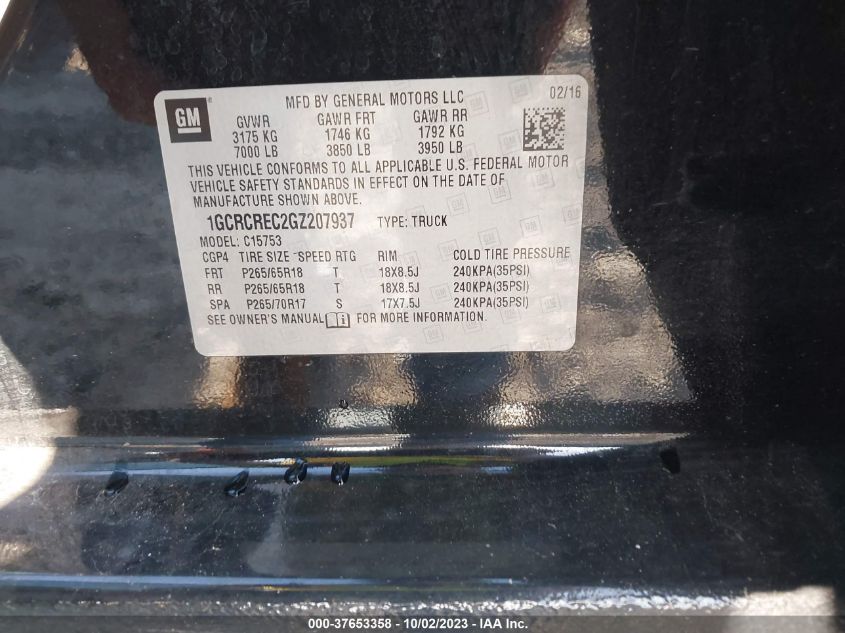 GM
MFD BY GENERAL MOTORS LLC 02/16
GVWR GAWR FRT GAWR RR
3175 KG 1746 KG 1792 KG
7000 LB 3850 LB 3950 LB
THIS VEHICLE CONFORMS TO ALL APPLICABLE U.S. FEDERAL MOTOR
VEHICLE SAFETY STANDARDS IN EFFECT ON THE DATE OF
MANUFACTURE SHOWN ABOVE.
1GCRCREC2GZ207937 TYPE: TRUCK
MODEL: C15753
CGP4 TIRE SIZE SPEED RTG RIM COLD TIRE PRESSURE
FRT P265/65R18 T 18X8.5J 240KPA(35PSI)
RR P265/65R18 T 18X8.5J 240KPA(35PSI)
SPA P265/70R17 S 17X7.5J 240KPA(35PSI)
SEE OWNER'S MANUAL FOR MORE INFORMATION.
000-37653358 - 10/02/2023 - IAA Inc.